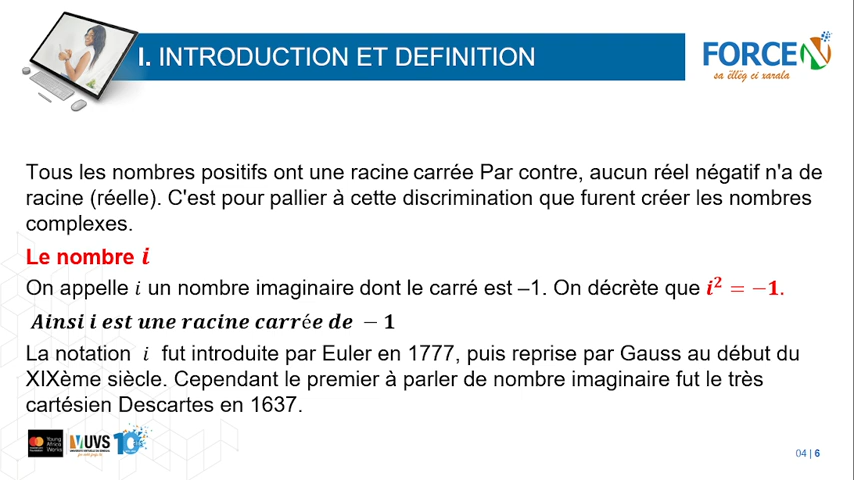 I. INTRODUCTION ET DEFINITION
FORCE N
sa ëllëg ci xarala
Tous les nombres positifs ont une racine carrée Par contre, aucun réel négatif n'a de
racine (réelle). C'est pour pallier à cette discrimination que furent créer les nombres
complexes.
Le nombre i
On appelle i un nombre imaginaire dont le carré est –1. On décrète que i² = −1.
Ainsi i est une racine carrée de − 1
La notation i fut introduite par Euler en 1777, puis reprise par Gauss au début du
XIXème siècle. Cependant le premier à parler de nombre imaginaire fut le très
cartésien Descartes en 1637.
Young
Africa
Works
UVS
10
04 | 6